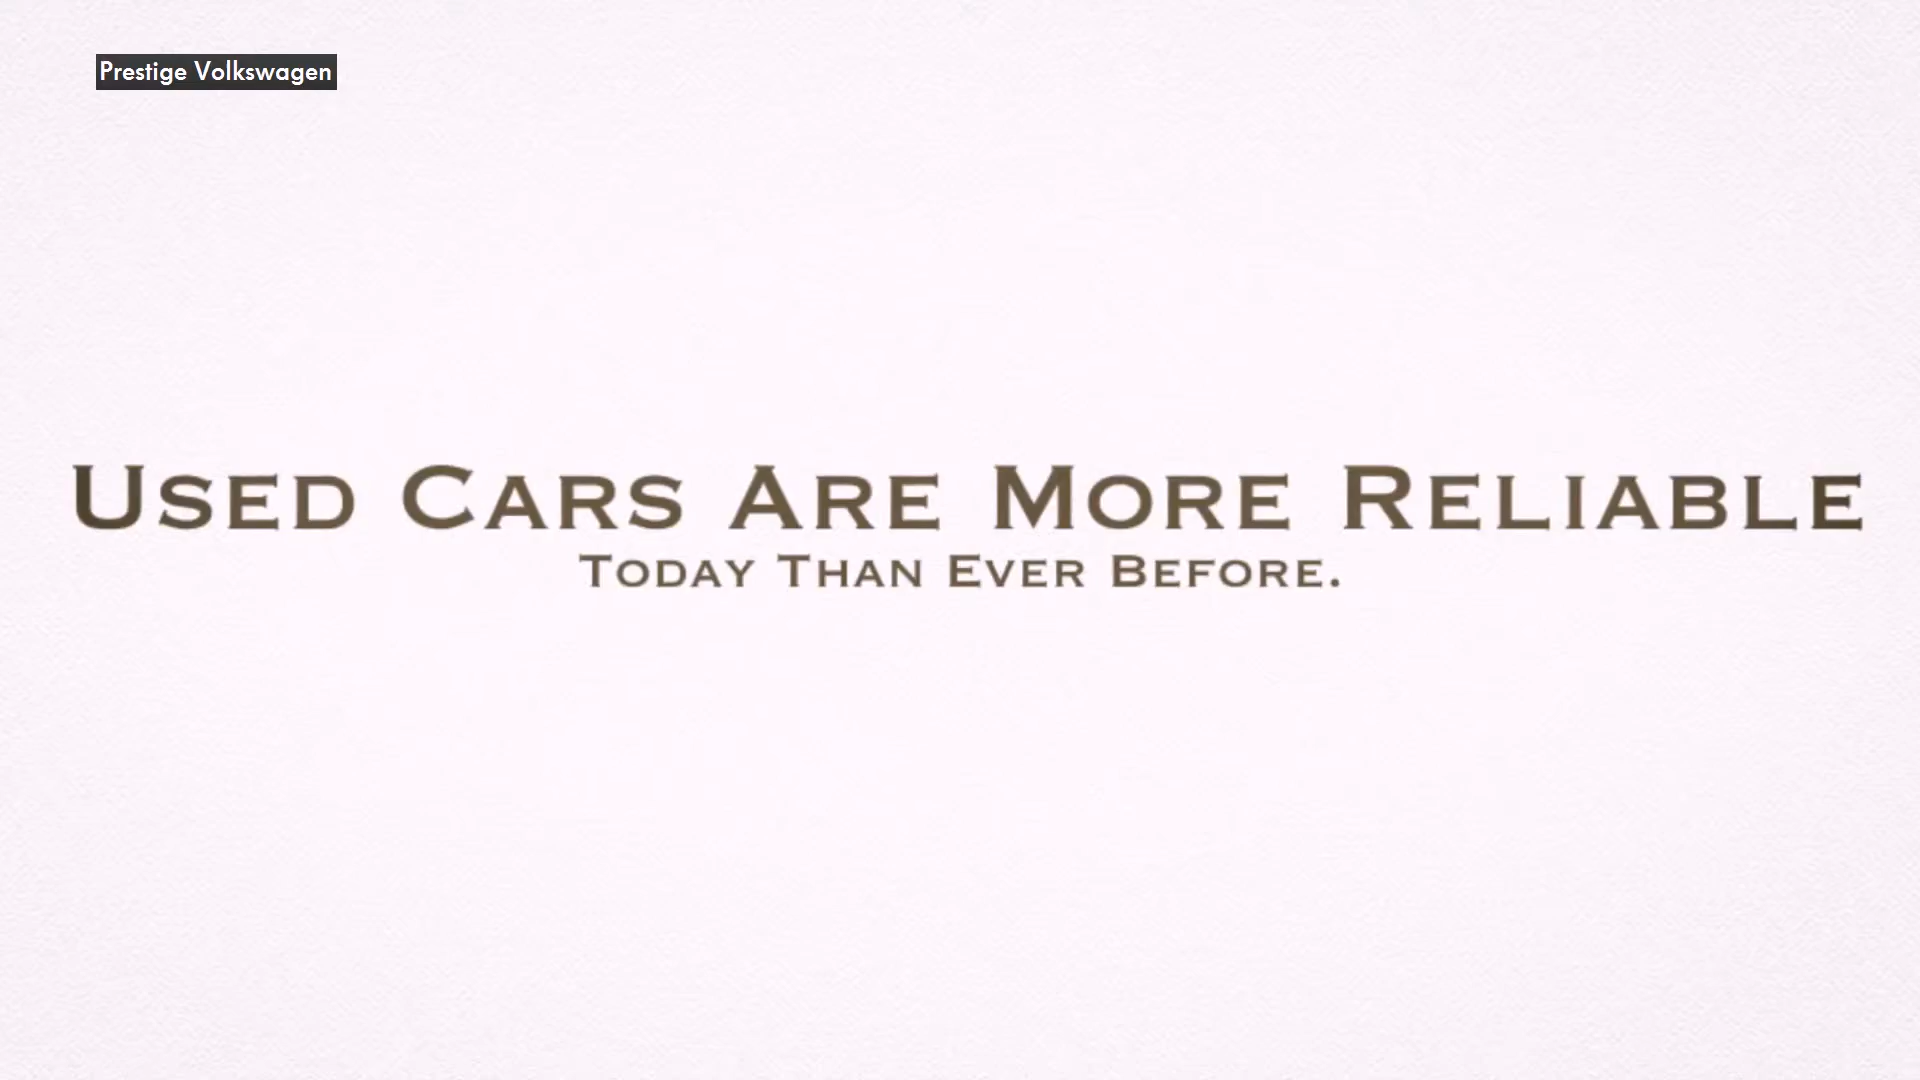 Prestige Volkswagen
USED CARS ARE MORE RELIABLE
TODAY THAN EVER BEFORE.